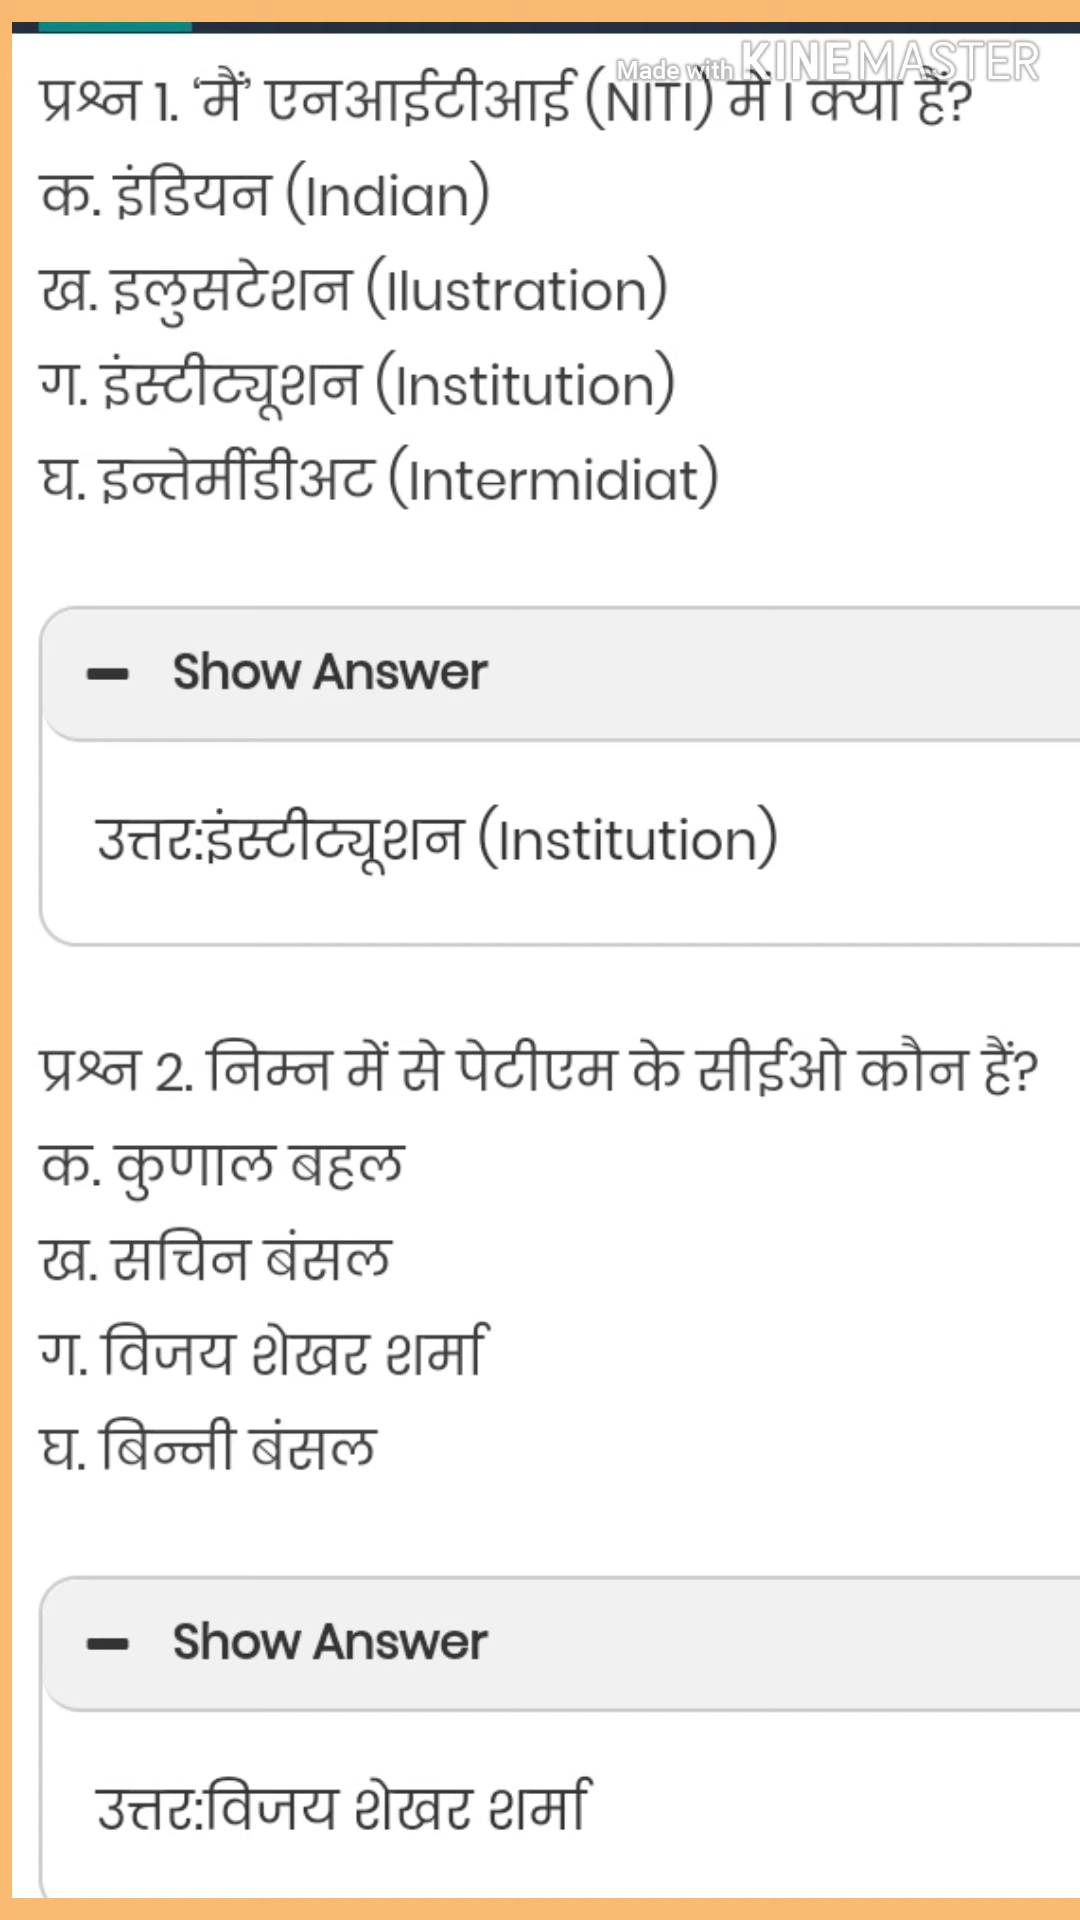 Made with KINEMASTER
प्रश्न 1. ‘मैं’ एनआईटीआई (NITI) में I क्या हैं?
क. इंडियन (Indian)
ख. इलुसटेशन (Ilustration)
ग. इंस्टीट्यूशन (Institution)
घ. इन्तेर्मीडीअट (Intermidiat)
Show Answer
उत्तर:इंस्टीट्यूशन (Institution)
प्रश्न 2. निम्न में से पेटीएम के सीईओ कौन हैं?
क. कुणाल बहल
ख. सचिन बंसल
ग. विजय शेखर शर्मा
घ. बिन्नी बंसल
Show Answer
उत्तर:विजय शेखर शर्मा